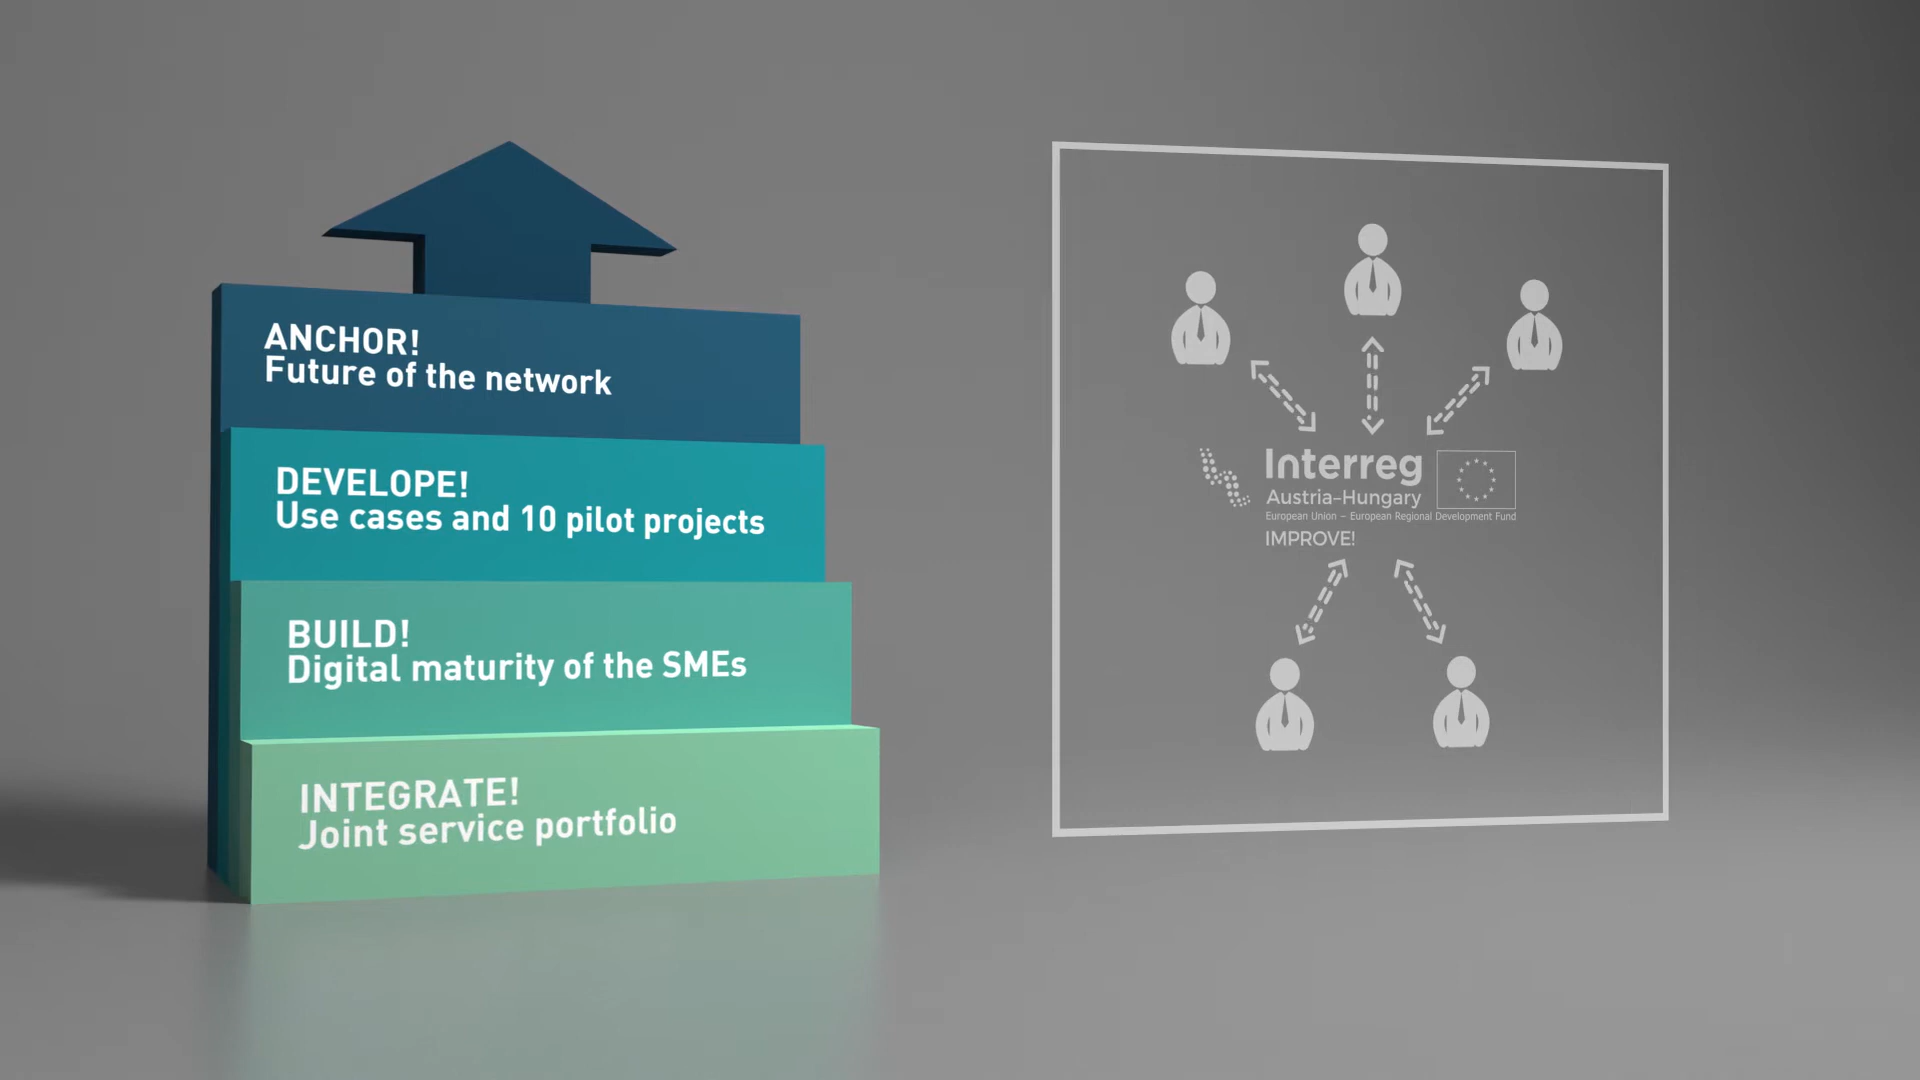 ANCHOR!
Future of the network
DEVELOPE!
Use cases and 10 pilot projects
BUILD!
Digital maturity of the SMEs
INTEGRATE!
Joint service portfolio
Interreg
Austria–Hungary
European Union – European Regional Development Fund
IMPROVE!